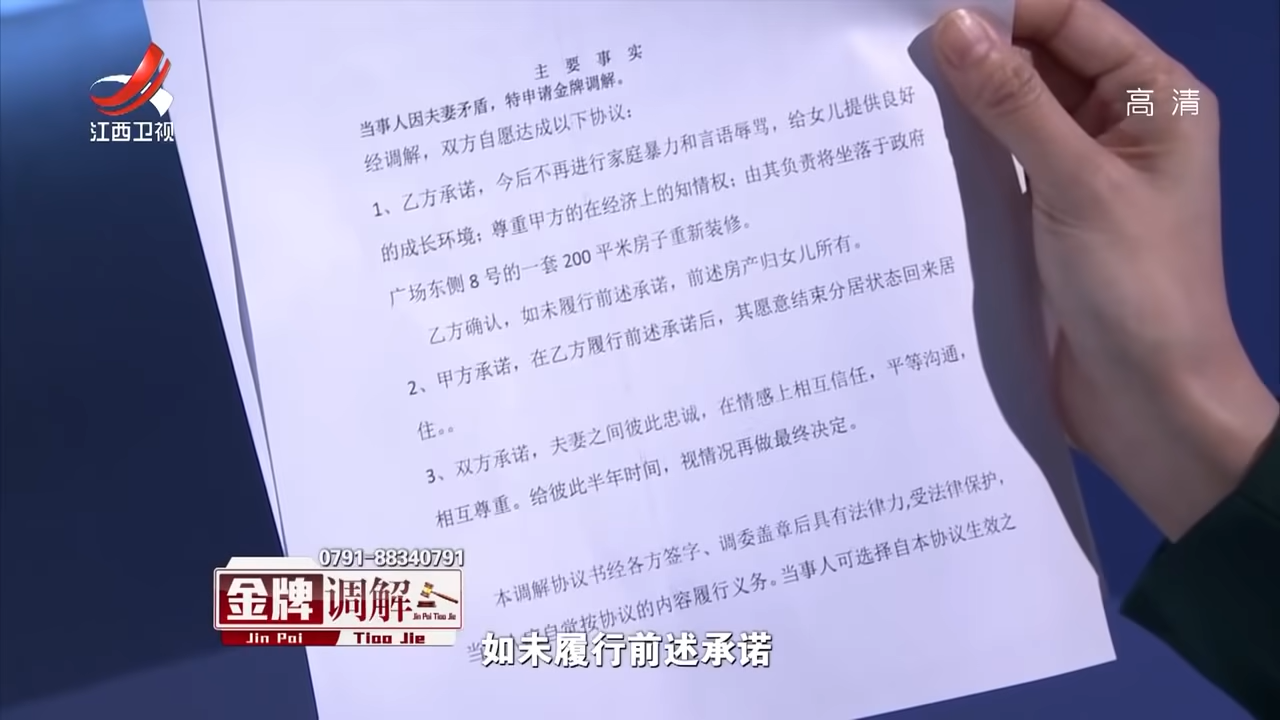 江西卫视
高清
主要事实
当事人因夫妻矛盾，特申请金牌调解。
经调解，双方自愿达成以下协议：
1、乙方承诺，今后不再进行家庭暴力和言语辱骂，给女儿提供良好
的成长环境；尊重甲方的在经济上的知情权；由其负责将坐落于政府
广场东侧8号的一套200平米房子重新装修。
乙方确认，如未履行前述承诺，前述房产归女儿所有。
2、甲方承诺，在乙方履行前述承诺后，其愿意结束分居状态回来居
住。。
3、双方承诺，夫妻之间彼此忠诚，在情感上相互信任，平等沟通，
相互尊重。给彼此半年时间，视情况再做最终决定。
本调解协议书经各方签字、调委盖章后具有法律力,受法律保护，
当自觉按协议的内容履行义务。当事人可选择自本协议生效之
0791-88340791
金牌调解
Jin Pai Tiao Jie
Jin Pai Tiao Jie
如未履行前述承诺